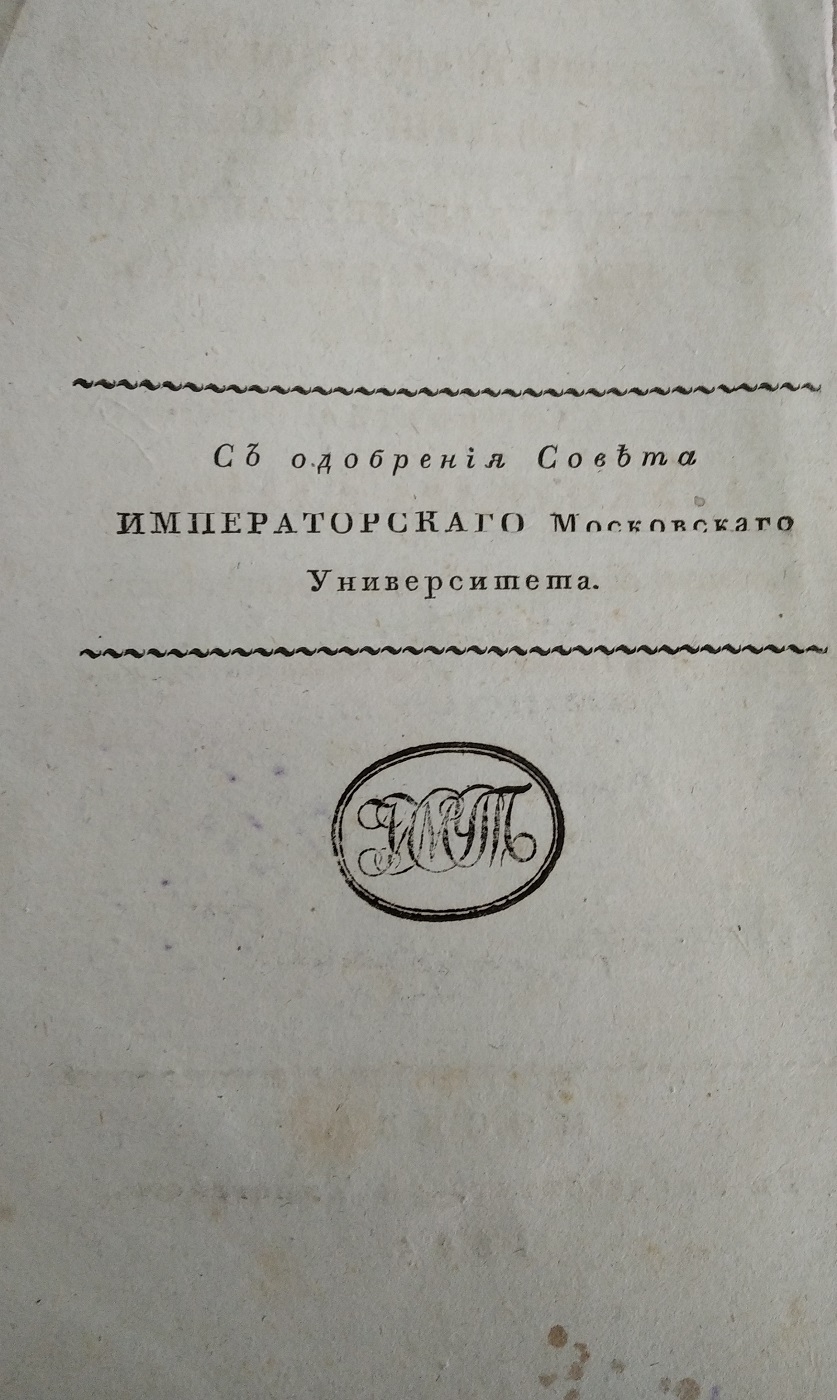 Съ одобренія Совѣта
ИМПЕРАТОРСКАГО Московскаго
Университета.